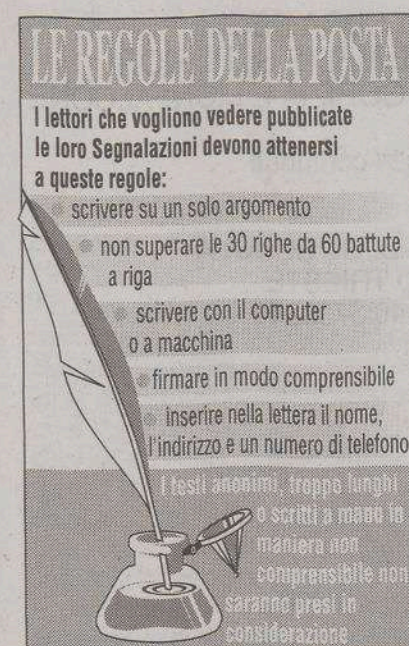 LE REGOLE DELLA POSTA
I lettori che vogliono vedere pubblicate
le loro Segnalazioni devono attenersi
a queste regole:
scrivere su un solo argomento
non superare le 30 righe da 60 battute
a riga
scrivere con il computer
o a macchina
firmare in modo comprensibile
inserire nella lettera il nome,
l'indirizzo e un numero di telefono
I testi anonimi, troppo lunghi
o scritti a mano in
maniera non
comprensibile non
saranno presi in
considerazione